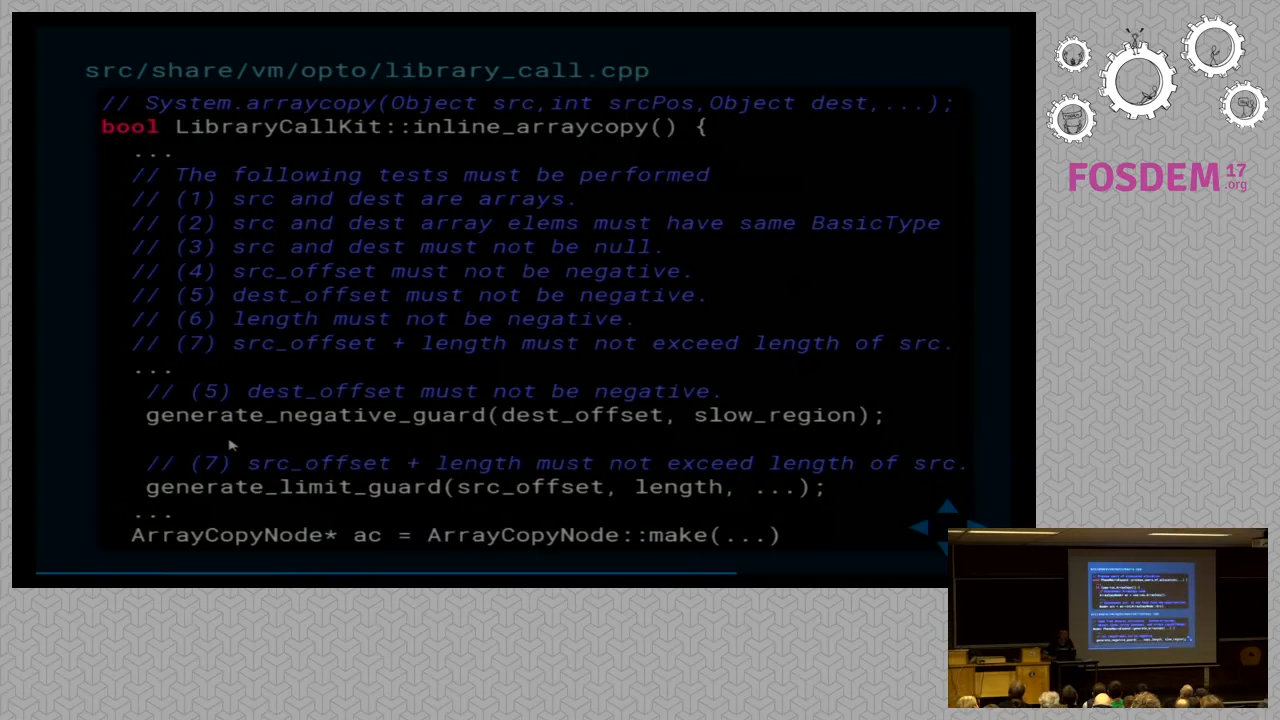 src/share/vm/opto/library_call.cpp
// System.arraycopy(Object src,int srcPos,Object dest,...);
bool LibraryCallKit::inline_arraycopy() {
...
// The following tests must be performed
// (1) src and dest are arrays.
// (2) src and dest array elems must have same BasicType
// (3) src and dest must not be null.
// (4) src_offset must not be negative.
// (5) dest_offset must not be negative.
// (6) length must not be negative.
// (7) src_offset + length must not exceed length of src.
...
// (5) dest_offset must not be negative.
generate_negative_guard(dest_offset, slow_region);
// (7) src_offset + length must not exceed length of src.
generate_limit_guard(src_offset, length, ...);
...
ArrayCopyNode* ac = ArrayCopyNode::make(...)
FOSDEM 17
.org